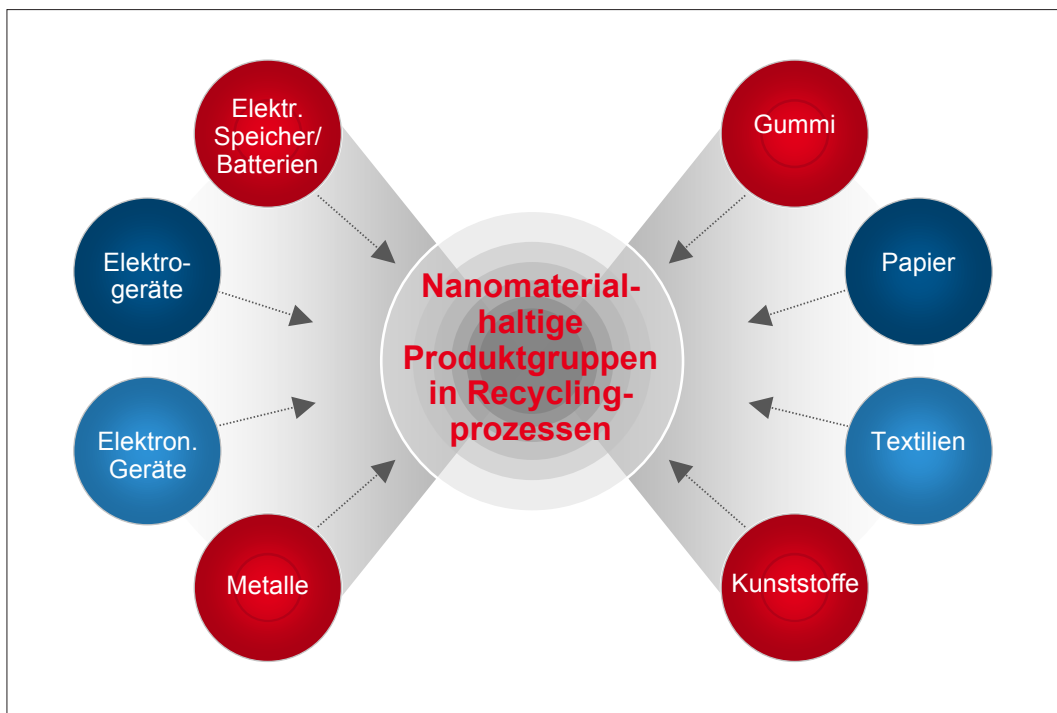 Elektr.
Speicher/
Batterien
Elektro-
geräte
Elektron.
Geräte
Metalle
Nanomaterial-
haltige
Produktgruppen
in Recycling-
prozessen
Gummi
Papier
Textilien
Kunststoffe